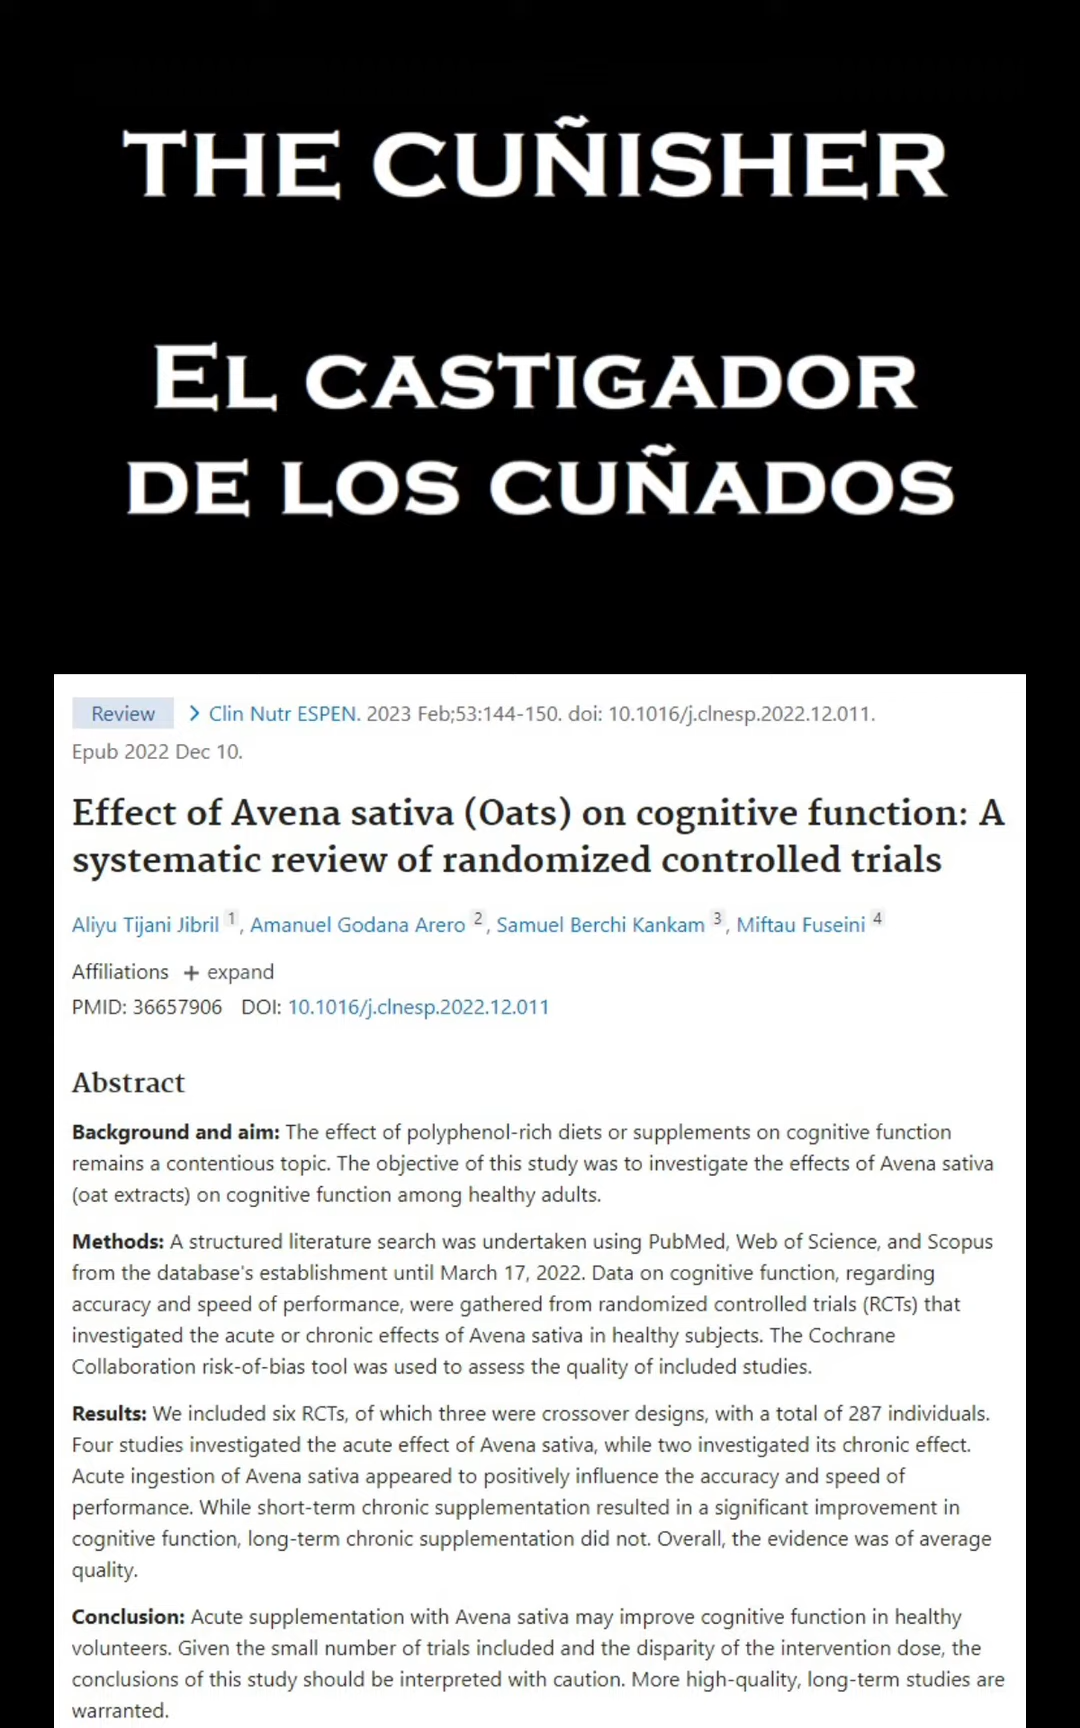 THE CUÑISHER
EL CASTIGADOR
DE LOS CUÑADOS
Review > Clin Nutr ESPEN. 2023 Feb;53:144-150. doi: 10.1016/j.clnesp.2022.12.011.
Epub 2022 Dec 10.
Effect of Avena sativa (Oats) on cognitive function: A
systematic review of randomized controlled trials
Aliyu Tijani Jibril 1, Amanuel Godana Arero 2, Samuel Berchi Kankam 3, Miftau Fuseini 4
Affiliations + expand
PMID: 36657906 DOI: 10.1016/j.clnesp.2022.12.011
Abstract
Background and aim: The effect of polyphenol-rich diets or supplements on cognitive function
remains a contentious topic. The objective of this study was to investigate the effects of Avena sativa
(oat extracts) on cognitive function among healthy adults.
Methods: A structured literature search was undertaken using PubMed, Web of Science, and Scopus
from the database's establishment until March 17, 2022. Data on cognitive function, regarding
accuracy and speed of performance, were gathered from randomized controlled trials (RCTs) that
investigated the acute or chronic effects of Avena sativa in healthy subjects. The Cochrane
Collaboration risk-of-bias tool was used to assess the quality of included studies.
Results: We included six RCTs, of which three were crossover designs, with a total of 287 individuals.
Four studies investigated the acute effect of Avena sativa, while two investigated its chronic effect.
Acute ingestion of Avena sativa appeared to positively influence the accuracy and speed of
performance. While short-term chronic supplementation resulted in a significant improvement in
cognitive function, long-term chronic supplementation did not. Overall, the evidence was of average
quality.
Conclusion: Acute supplementation with Avena sativa may improve cognitive function in healthy
volunteers. Given the small number of trials included and the disparity of the intervention dose, the
conclusions of this study should be interpreted with caution. More high-quality, long-term studies are
warranted.